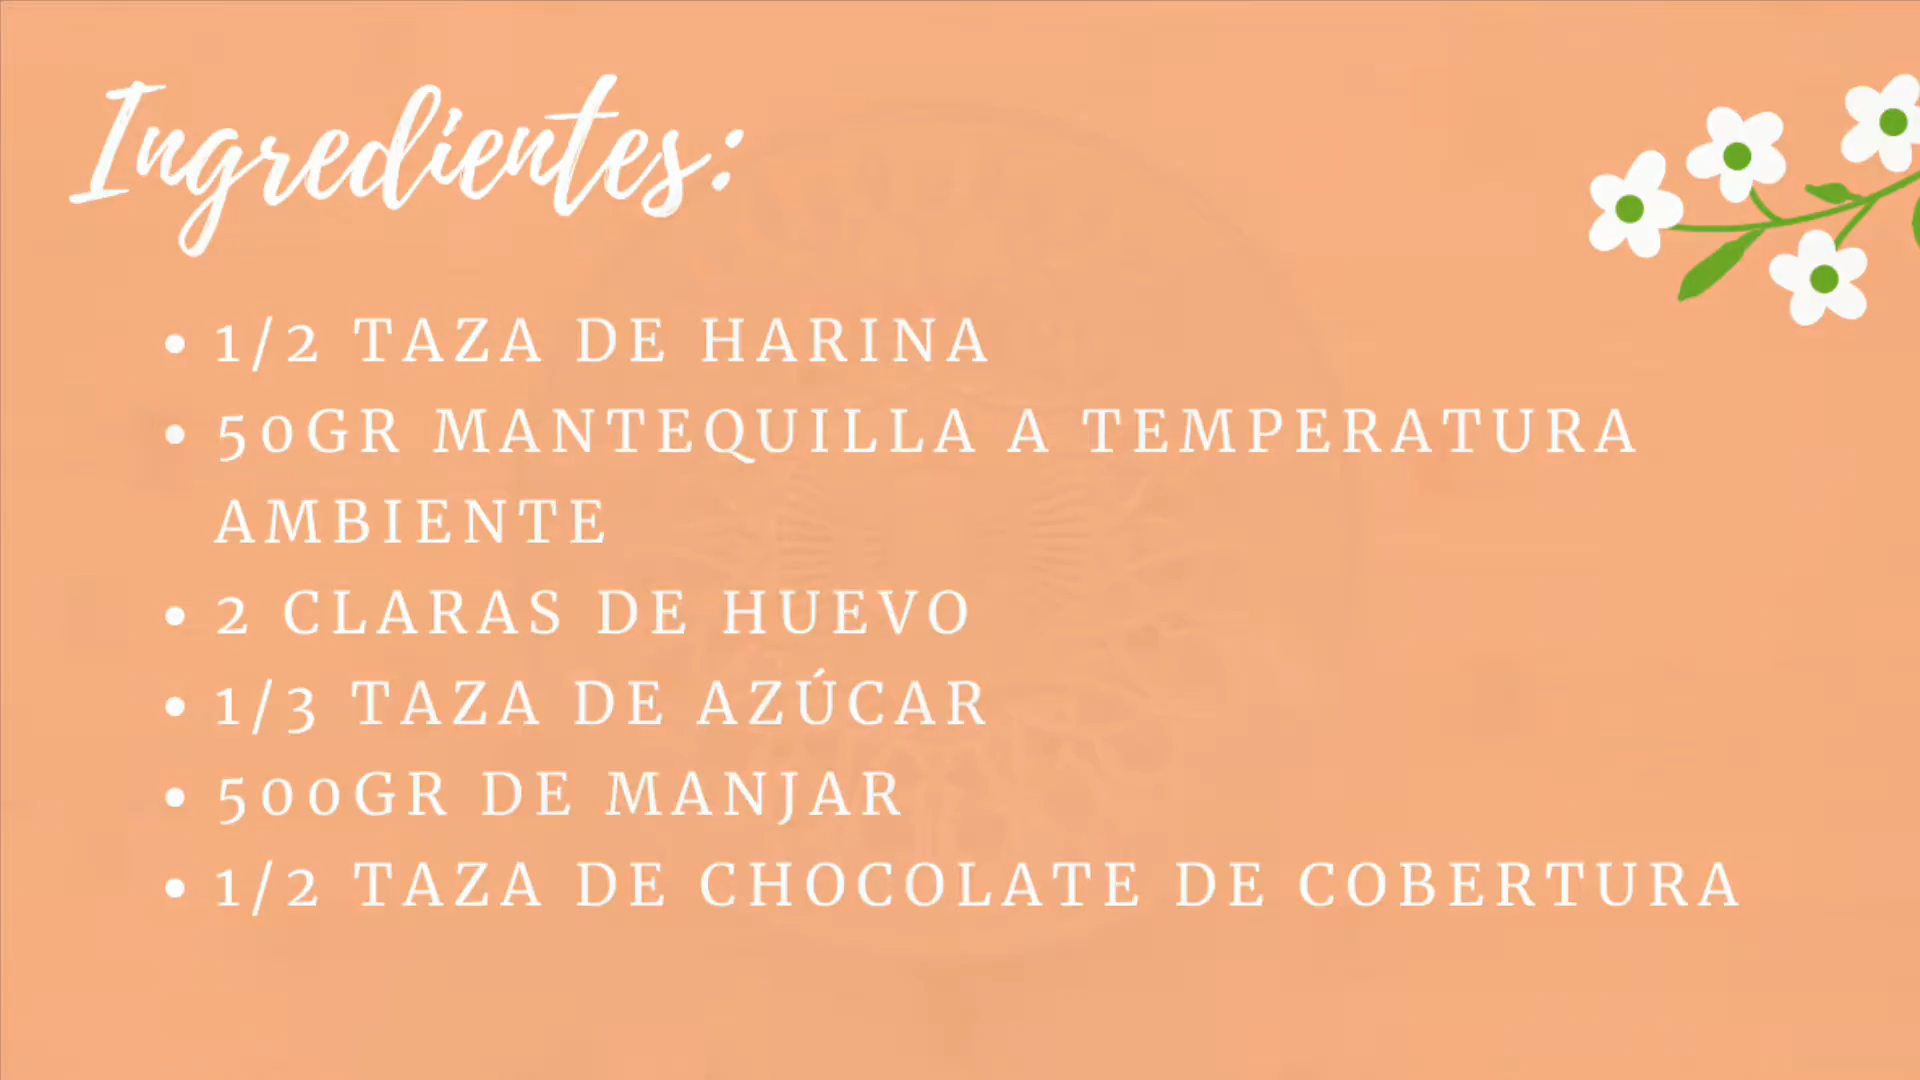 Ingredientes:
• 1/2 TAZA DE HARINA
• 50GR MANTEQUILLA A TEMPERATURA
AMBIENTE
• 2 CLARAS DE HUEVO
• 1/3 TAZA DE AZÚCAR
• 500GR DE MANJAR
• 1/2 TAZA DE CHOCOLATE DE COBERTURA